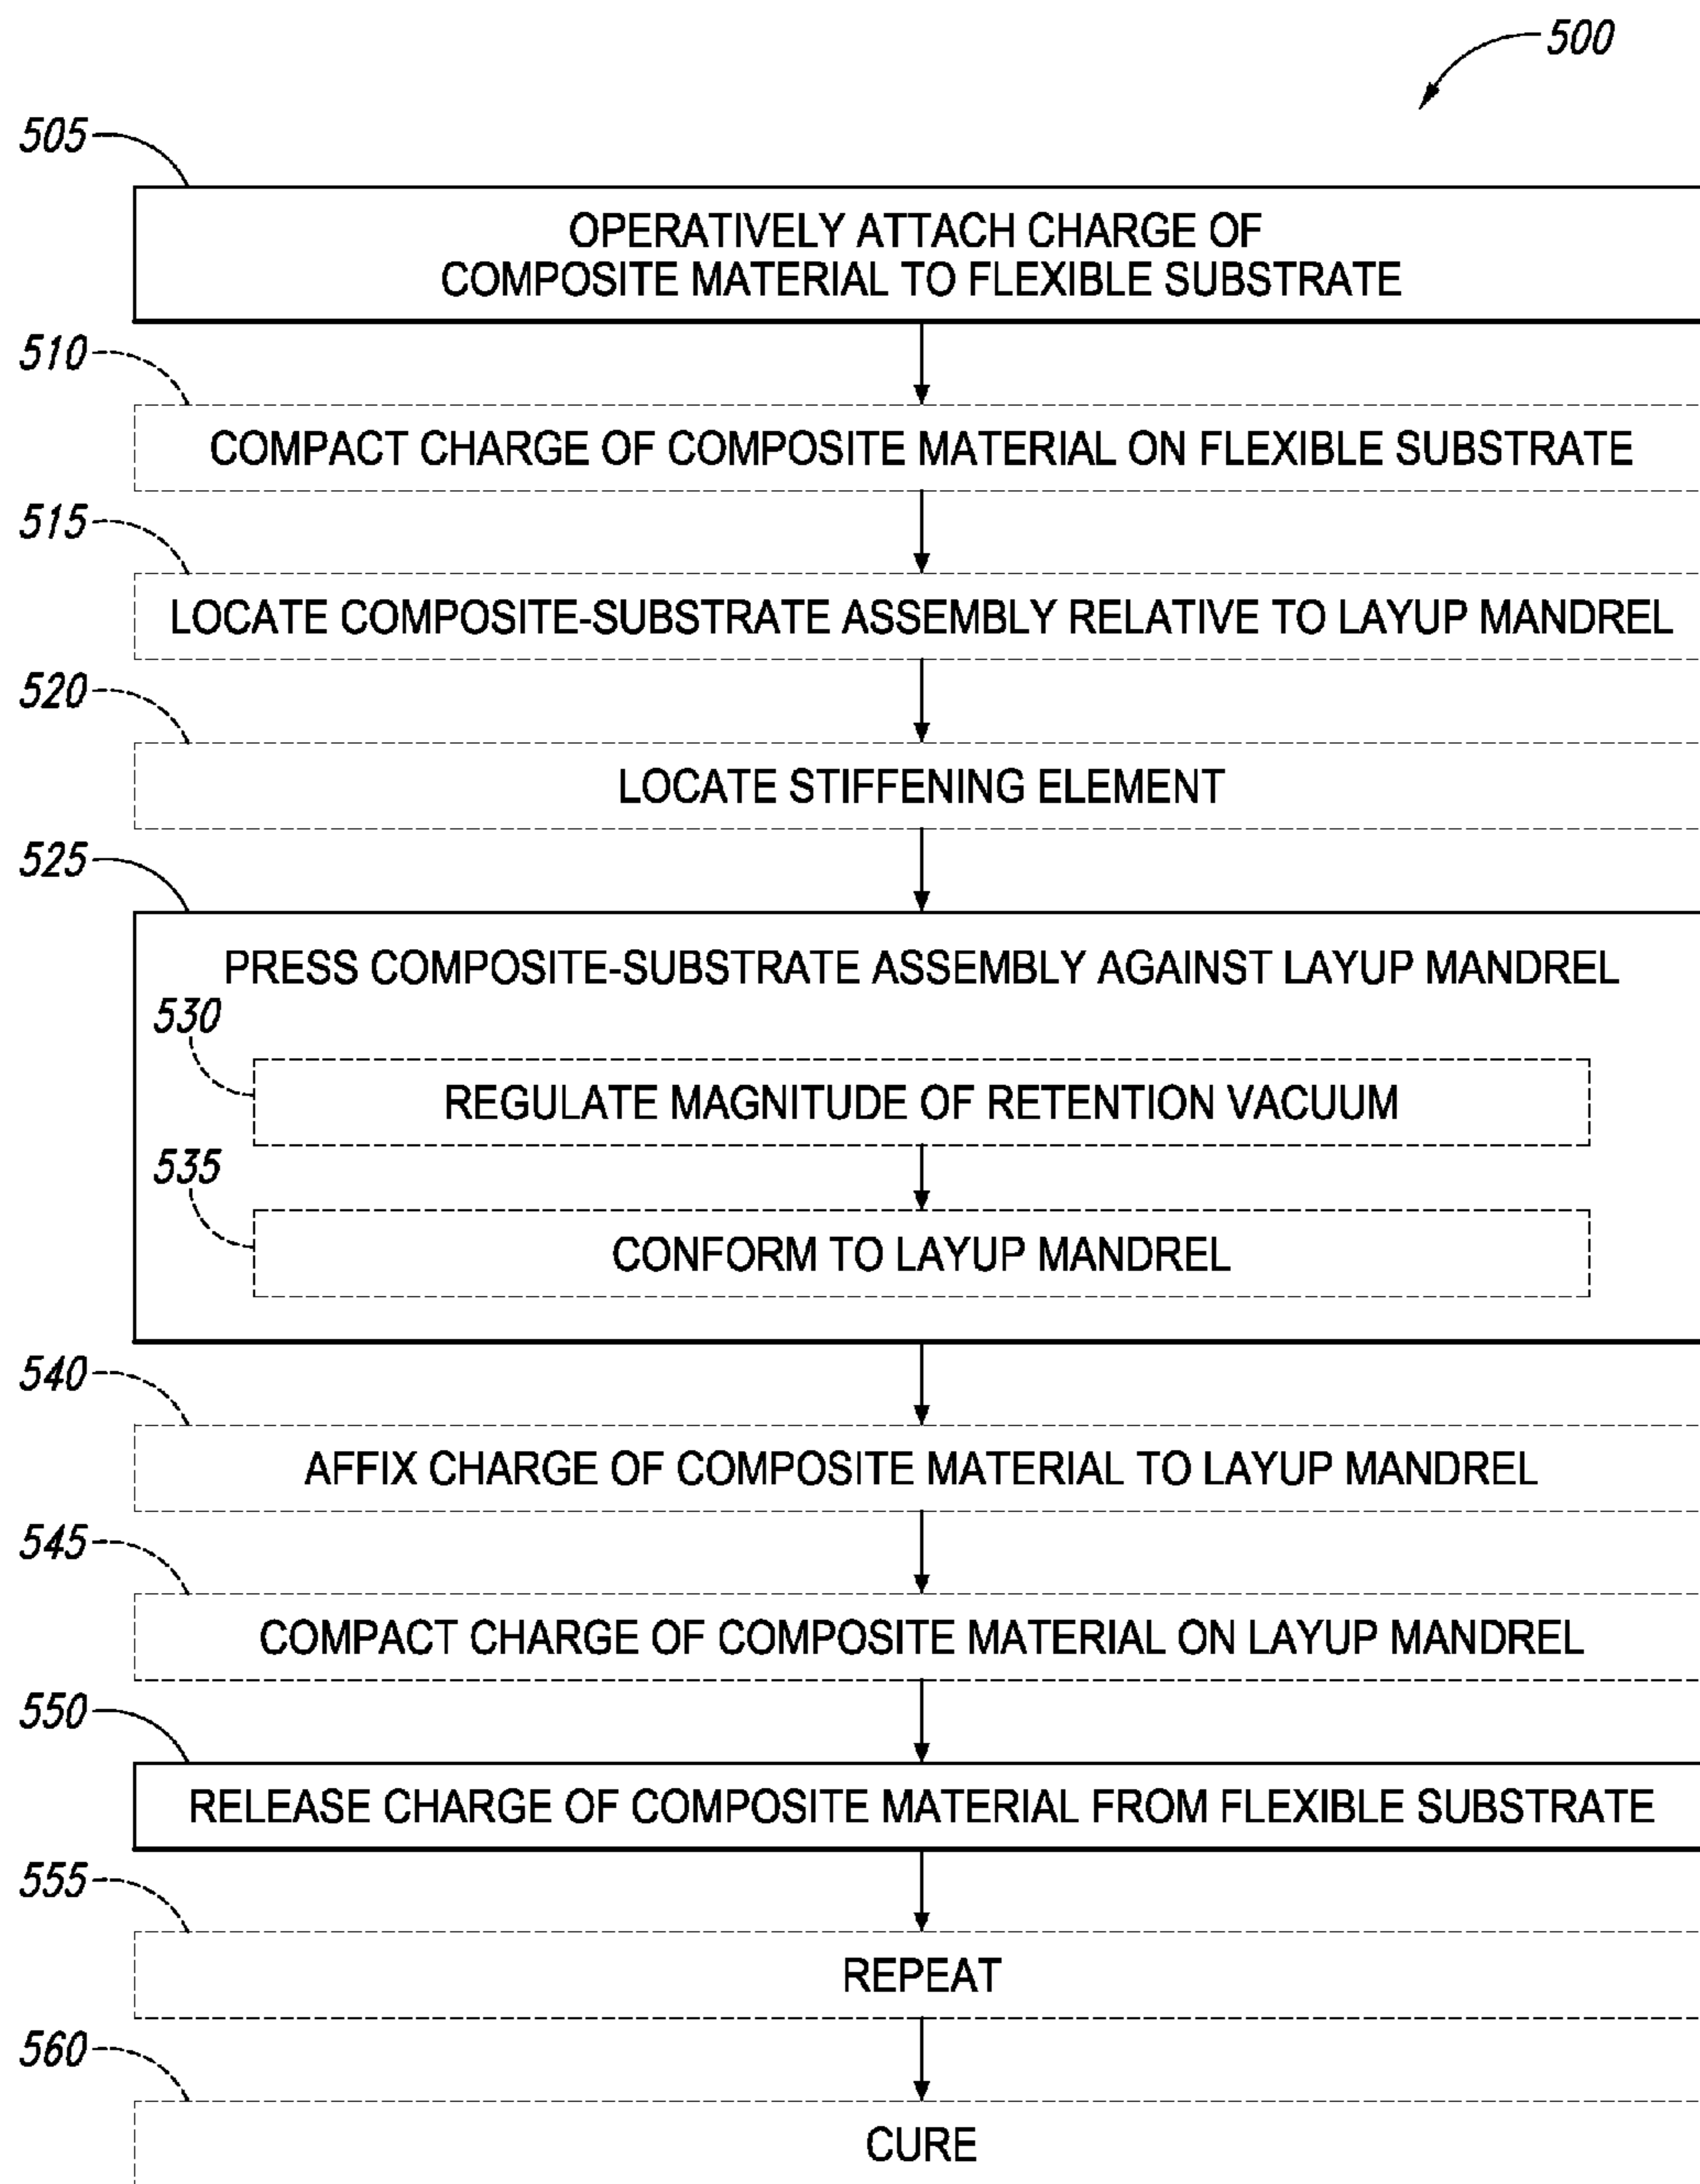 500
505
OPERATIVELY ATTACH CHARGE OF
COMPOSITE MATERIAL TO FLEXIBLE SUBSTRATE
510
COMPACT CHARGE OF COMPOSITE MATERIAL ON FLEXIBLE SUBSTRATE
515
LOCATE COMPOSITE-SUBSTRATE ASSEMBLY RELATIVE TO LAYUP MANDREL
520
LOCATE STIFFENING ELEMENT
525
PRESS COMPOSITE-SUBSTRATE ASSEMBLY AGAINST LAYUP MANDREL
530
REGULATE MAGNITUDE OF RETENTION VACUUM
535
CONFORM TO LAYUP MANDREL
540
AFFIX CHARGE OF COMPOSITE MATERIAL TO LAYUP MANDREL
545
COMPACT CHARGE OF COMPOSITE MATERIAL ON LAYUP MANDREL
550
RELEASE CHARGE OF COMPOSITE MATERIAL FROM FLEXIBLE SUBSTRATE
555
REPEAT
560
CURE